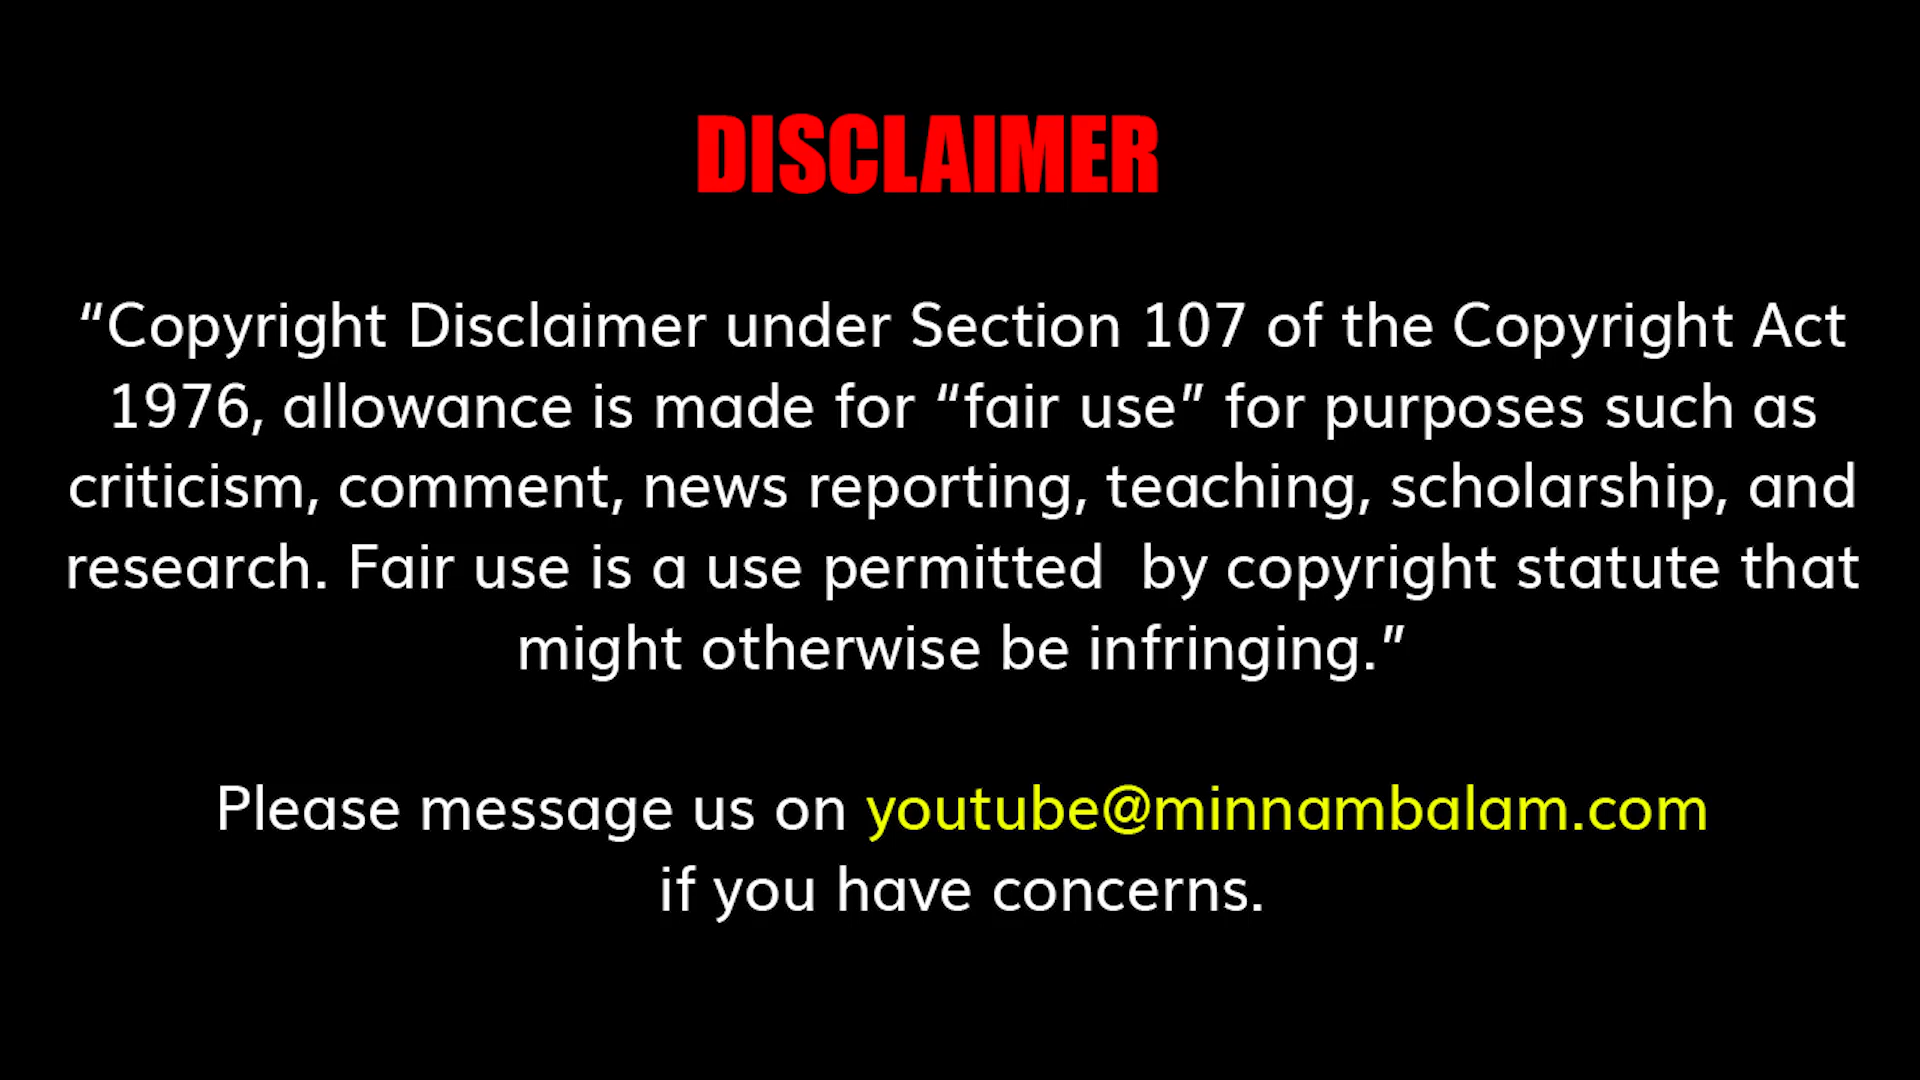 DISCLAIMER
“Copyright Disclaimer under Section 107 of the Copyright Act
1976, allowance is made for “fair use” for purposes such as
criticism, comment, news reporting, teaching, scholarship, and
research. Fair use is a use permitted  by copyright statute that
might otherwise be infringing.”
Please message us on youtube@minnambalam.com
if you have concerns.